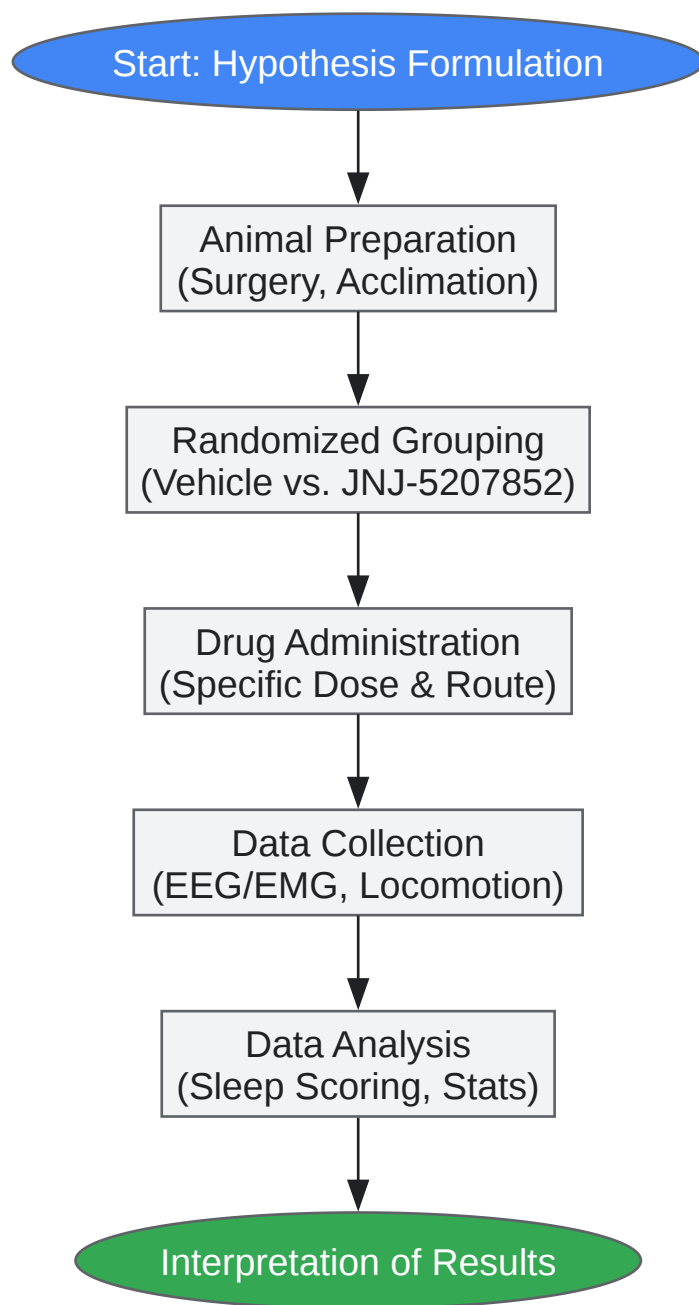 Start: Hypothesis Formulation
Animal Preparation
(Surgery, Acclimation)
Randomized Grouping
(Vehicle vs. JNJ-5207852)
Drug Administration
(Specific Dose & Route)
Data Collection
(EEG/EMG, Locomotion)
Data Analysis
(Sleep Scoring, Stats)
Interpretation of Results